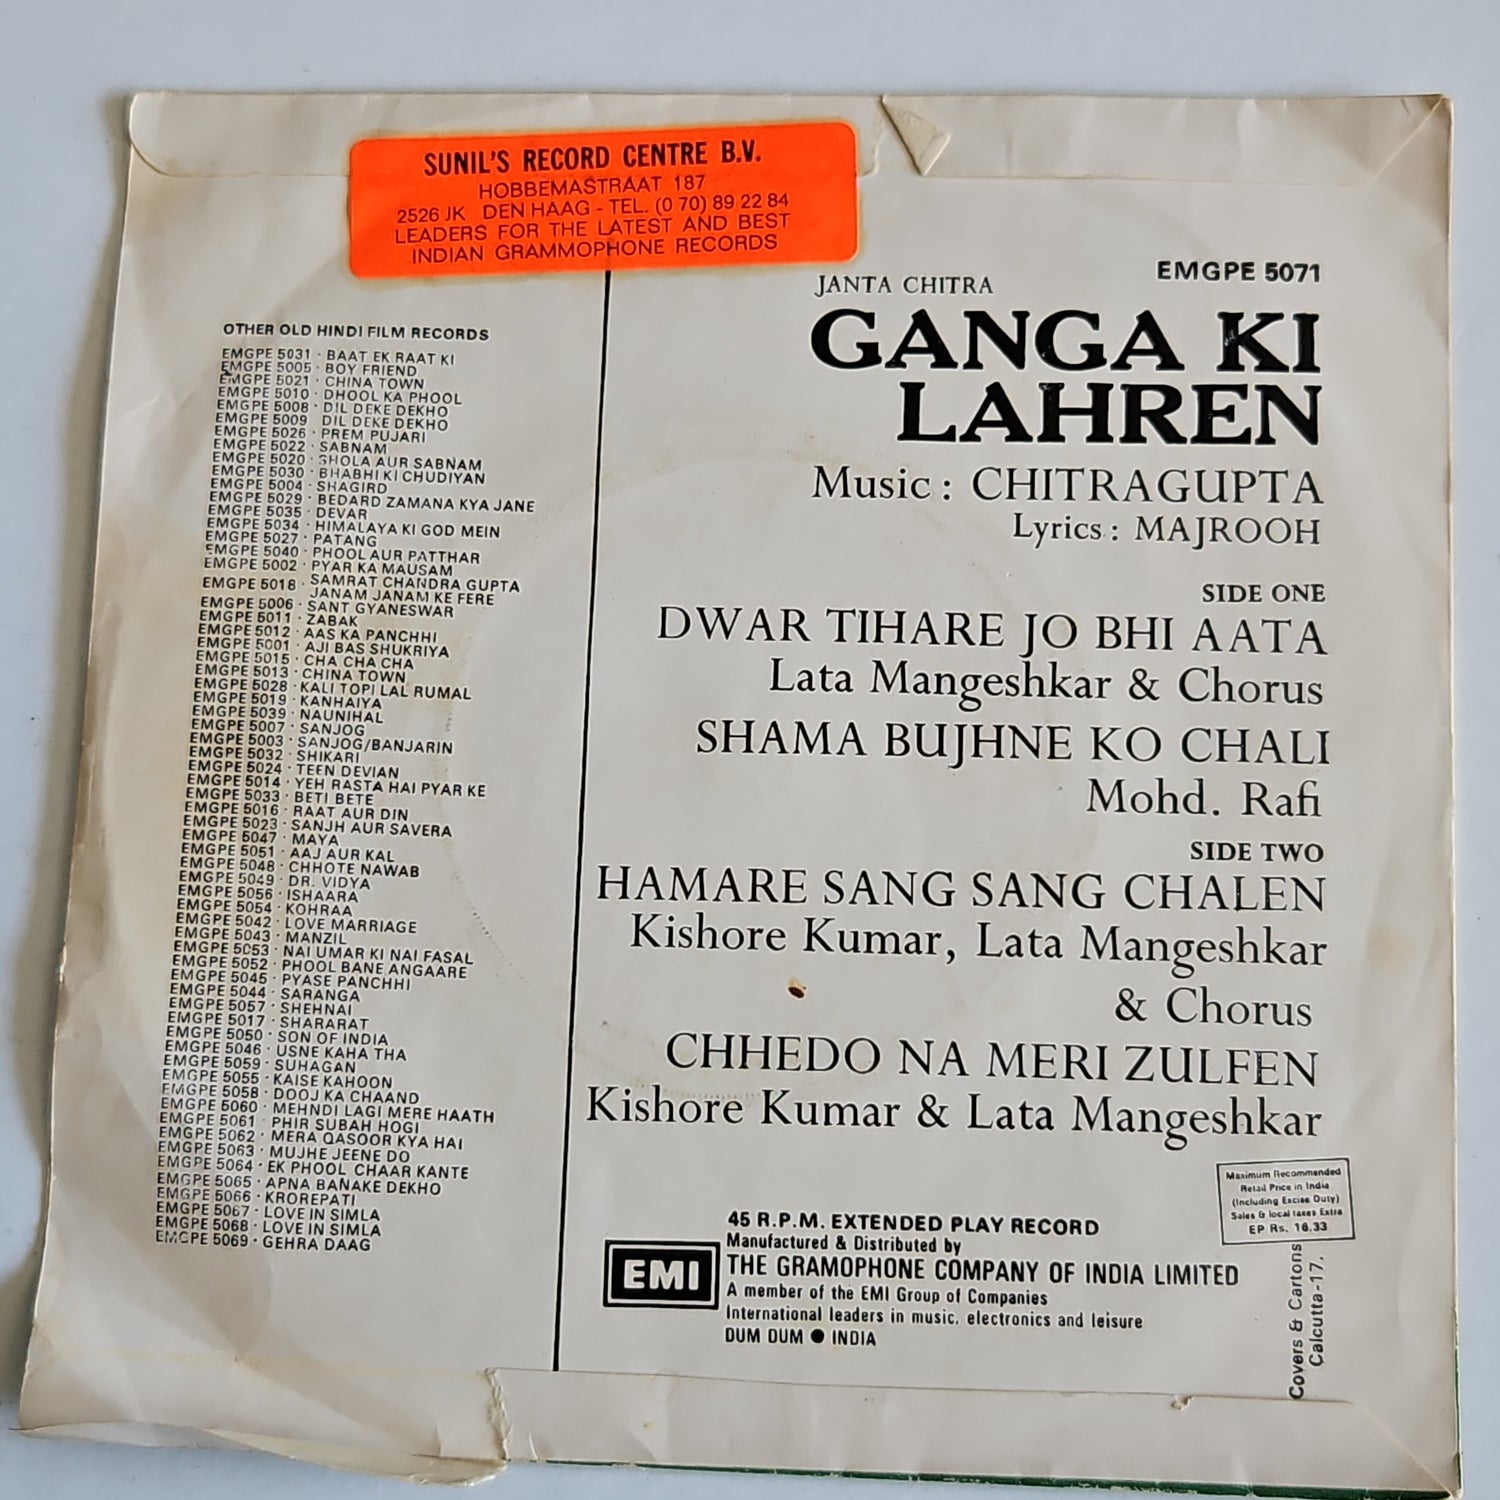 SUNIL'S RECORD CENTRE B.V.
HOBBEMASTRAAT 187
2526 JK DEN HAAG - TEL. (0 70) 89 22 84
LEADERS FOR THE LATEST AND BEST
INDIAN GRAMMOPHONE RECORDS
OTHER OLD HINDI FILM RECORDS
EMGPE 5031 · BAAT EK RAAT KI
EMGPE 5005 · BOY FRIEND
EMGPE 5021 · CHINA TOWN
EMGPE 5010 · DHOOL KA PHOOL
EMGPE 5008 · DIL DEKE DEKHO
EMGPE 5009 DIL DEKE DEKHO
EMGPE 5026 · PREM PUJARI
EMGPE 5022 · SABNAM
EMGPE 5020 · SHOLA AUR SABNAM
EMGPE 5030 · BHABHI KI CHUDIYAN
EMGPE 5004 · SHAGIRD
EMGPE 5029 · BEDARD ZAMANA KYA JANE
EMGPE 5035 · DEVAR
EMGPE 5034 · HIMALAYA KI GOD MEIN
EMGPE 5027 · PATANG
EMGPE 5040 · PHOOL AUR PATTHAR
EMGPE 5002 · PYAR KA MAUSAM
EMGPE 5018 · SAMRAT CHANDRA GUPTA
JANAM JANAM KE FERE
EMGPE 5006 · SANT GYANESWAR
EMGPE 5011 · ZABAK
EMGPE 5012 · AAS KA PANCHHI
EMGPE 5001 · AJI BAS SHUKRIYA
EMGPE 5015 · CHA CHA CHA
EMGPE 5013 · CHINA TOWN
EMGPE 5028 · KALI TOPI LAL RUMAL
EMGPE 5019 · KANHAIYA
EMGPE 5039 · NAUNIHAL
EMGPE 5007 · SANJOG
EMGPE 5003 · SANJOG/BANJARIN
EMGPE 5032 · SHIKARI
EMGPE 5024 · TEEN DEVIAN
EMGPE 5014 · YEH RASTA HAI PYAR KE
EMGPE 5033 · BETI BETE
EMGPE 5016 · RAAT AUR DIN
EMGPE 5023 · SANJH AUR SAVERA
EMGPE 5047 · MAYA
EMGPE 5051 · AAJ AUR KAL
EMGPE 5048 · CHHOTE NAWAB
EMGPE 5049 · DR. VIDYA
EMGPE 5056 · ISHAARA
EMGPE 5054 · KOHRAA
EMGPE 5042 · LOVE MARRIAGE
EMGPE 5043 · MANZIL
EMGPE 5053 · NAI UMAR KI NAI FASAL
EMGPE 5052 · PHOOL BANE ANGAARE
EMGPE 5045 · PYASE PANCHHI
EMGPE 5044 · SARANGA
EMGPE 5057 · SHEHNAI
EMGPE 5017 · SHARARAT
EMGPE 5050 · SON OF INDIA
EMGPE 5046 · USNE KAHA THA
EMGPE 5059 · SUHAGAN
EMGPE 5055 · KAISE KAHOON
EMGPE 5058 · DOOJ KA CHAAND
EMGPE 5060 · MEHNDI LAGI MERE HAATH
EMGPE 5061 · PHIR SUBAH HOGI
EMGPE 5062 · MERA QASOOR KYA HAI
EMGPE 5063 · MUJHE JEENE DO
EMGPE 5064 · EK PHOOL CHAAR KANTE
EMGPE 5065 · APNA BANAKE DEKHO
EMGPE 5066 · KROREPATI
EMGPE 5067 · LOVE IN SIMLA
EMGPE 5068 · LOVE IN SIMLA
EMGPE 5069 · GEHRA DAAG
EMGPE 5071
JANTA CHITRA
GANGA KI
LAHREN
Music : CHITRAGUPTA
Lyrics : MAJROOH
SIDE ONE
DWAR TIHARE JO BHI AATA
Lata Mangeshkar & Chorus
SHAMA BUJHNE KO CHALI
Mohd. Rafi
SIDE TWO
HAMARE SANG SANG CHALEN
Kishore Kumar, Lata Mangeshkar
& Chorus
CHHEDO NA MERI ZULFEN
Kishore Kumar & Lata Mangeshkar
Maximum Recommended
Retail Price in India
(Including Excise Duty)
Sales & local taxes Extra
EP Rs. 16.33
45 R.P.M. EXTENDED PLAY RECORD
Manufactured & Distributed by
THE GRAMOPHONE COMPANY OF INDIA LIMITED
A member of the EMI Group of Companies
International leaders in music, electronics and leisure
DUM DUM ● INDIA
EMI
Covers & Cartons
Calcutta-17.